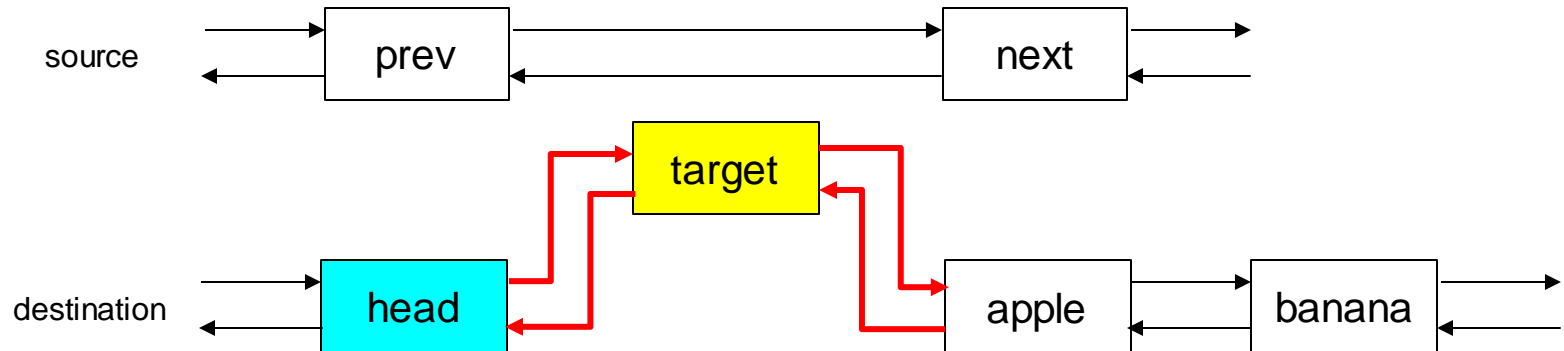 source
prev
next
target
destination
head
apple
banana